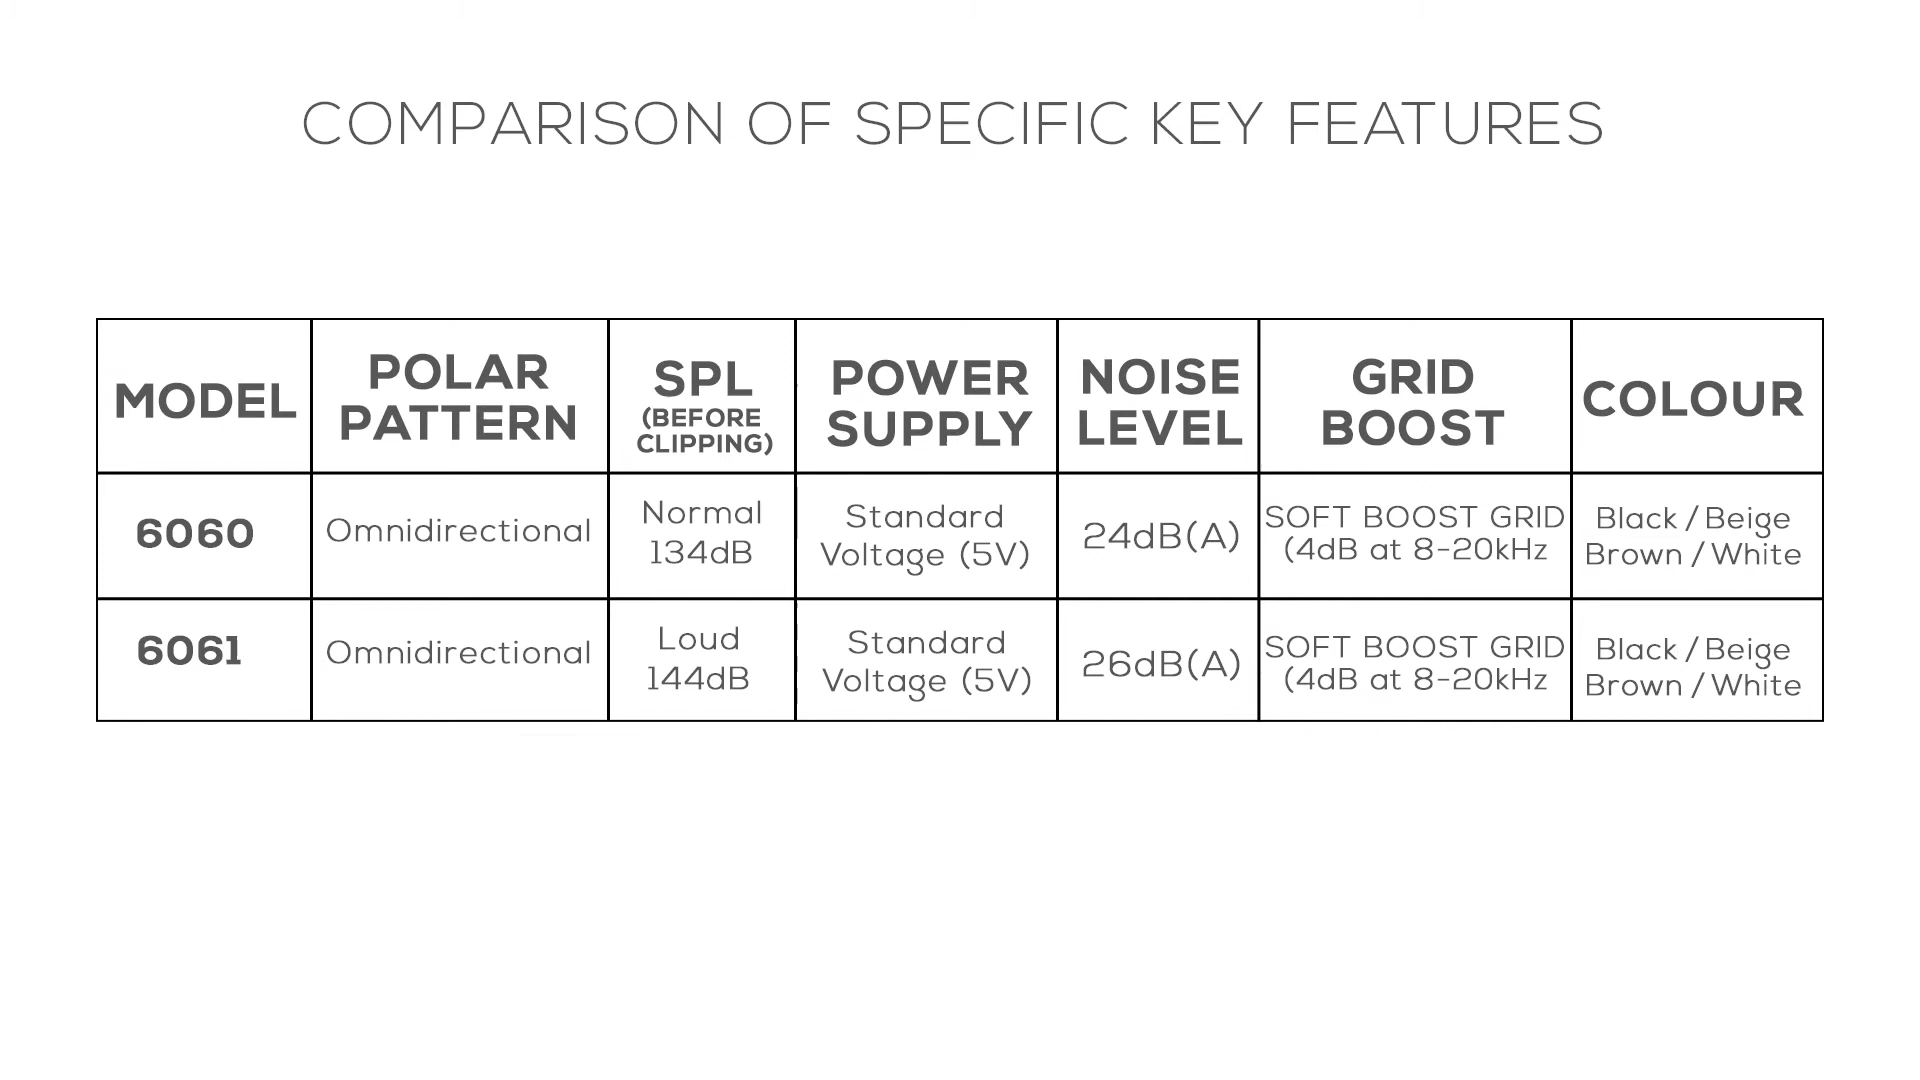 COMPARISON OF SPECIFIC KEY FEATURES
MODEL
POLAR
PATTERN
SPL
(BEFORE
CLIPPING)
POWER
SUPPLY
NOISE
LEVEL
GRID
BOOST
COLOUR
6060
Omnidirectional
Normal
134dB
Standard
Voltage (5V)
24dB(A)
SOFT BOOST GRID
(4dB at 8-20kHz
Black / Beige
Brown / White
6061
Omnidirectional
Loud
144dB
Standard
Voltage (5V)
26dB(A)
SOFT BOOST GRID
(4dB at 8-20kHz
Black / Beige
Brown / White